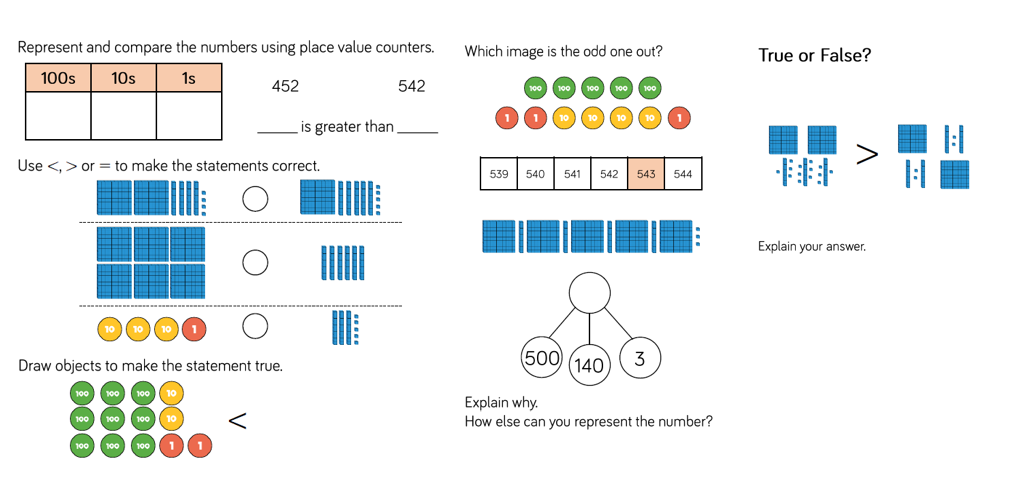 Represent and compare the numbers using place value counters.
100s 10s 1s
452 542
_____ is greater than _____
Use <, > or = to make the statements correct.
10 10 10 1
Draw objects to make the statement true.
100 100 100 10
100 100 100 10 <
100 100 100 1 1
Which image is the odd one out?
100 100 100 100 100
1 1 10 10 10 10 1
539 540 541 542 543 544
500 140 3
Explain why.
How else can you represent the number?
True or False?
>
Explain your answer.